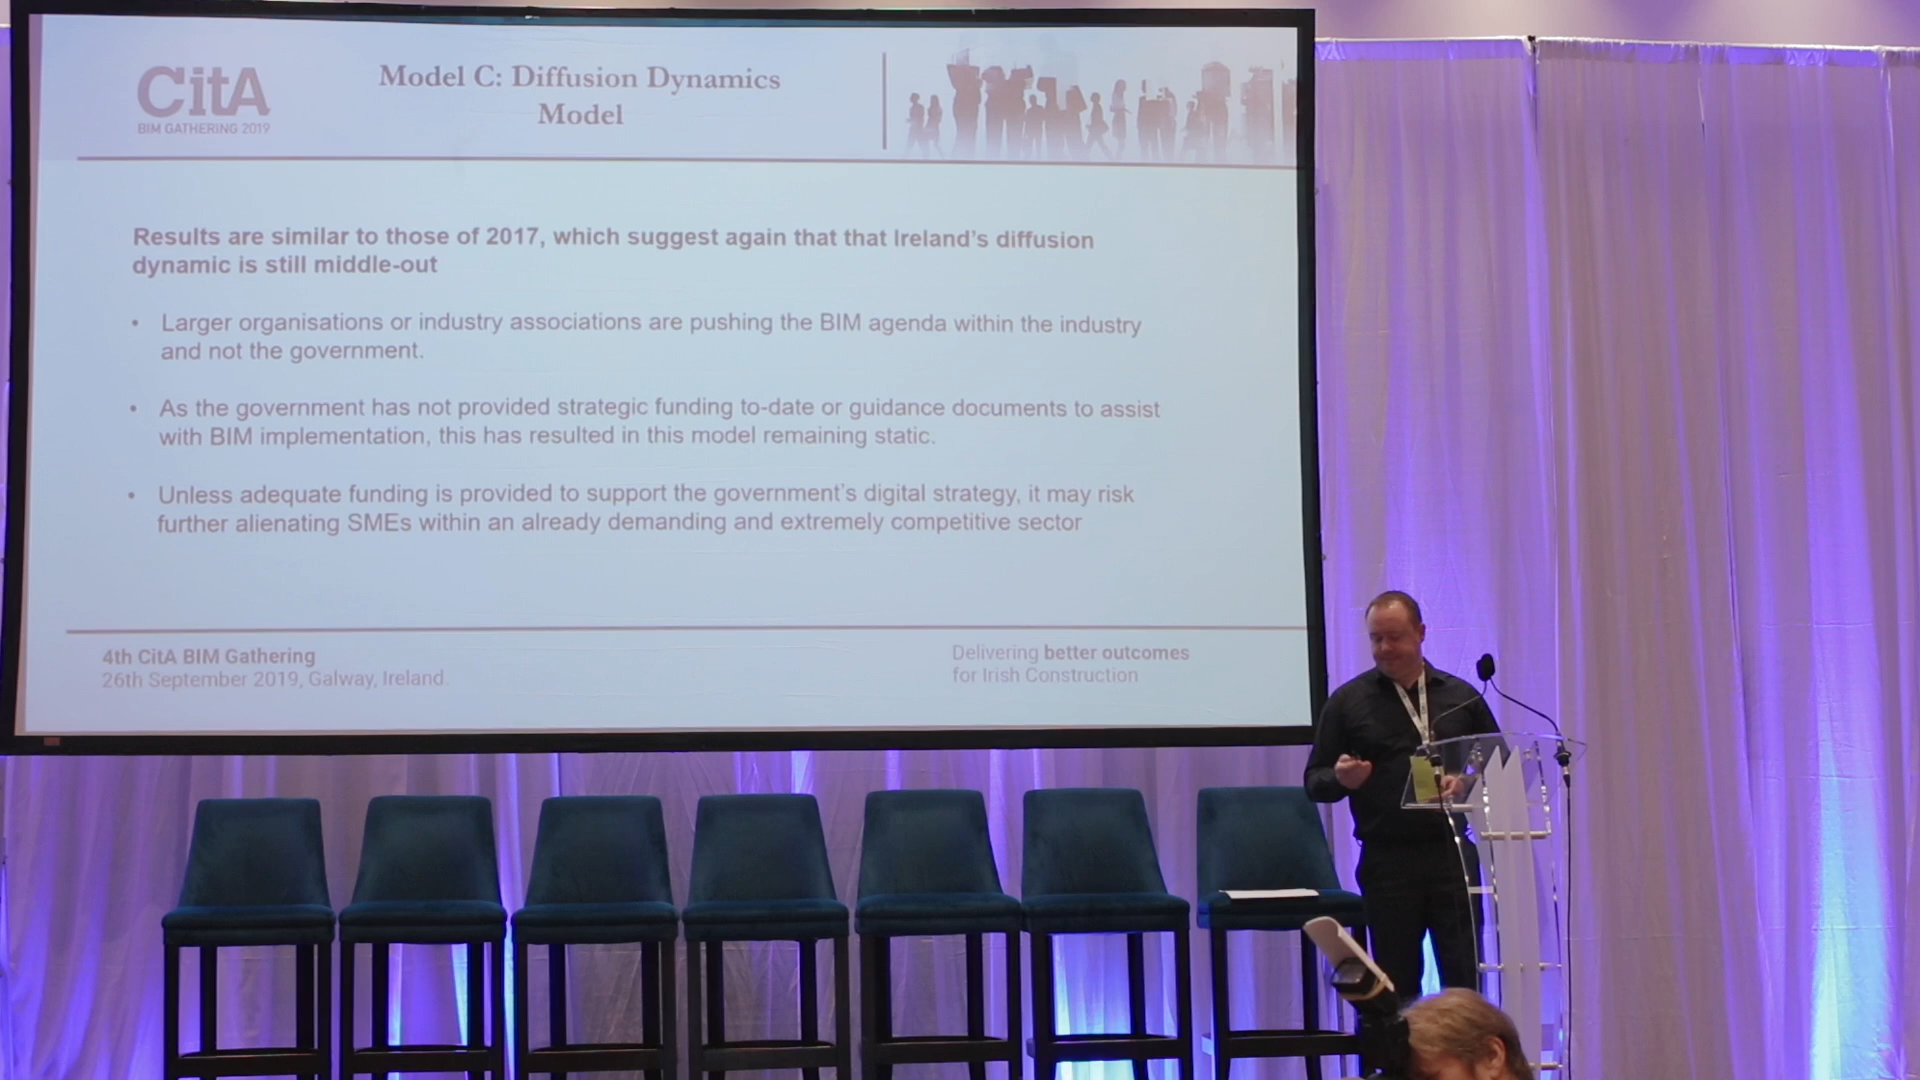 CitA
BIM GATHERING 2019
Model C: Diffusion Dynamics
Model
Results are similar to those of 2017, which suggest again that that Ireland's diffusion
dynamic is still middle-out
• Larger organisations or industry associations are pushing the BIM agenda within the industry
and not the government.
• As the government has not provided strategic funding to-date or guidance documents to assist
with BIM implementation, this has resulted in this model remaining static.
• Unless adequate funding is provided to support the government's digital strategy, it may risk
further alienating SMEs within an already demanding and extremely competitive sector
4th CitA BIM Gathering
26th September 2019, Galway, Ireland
Delivering better outcomes
for Irish Construction